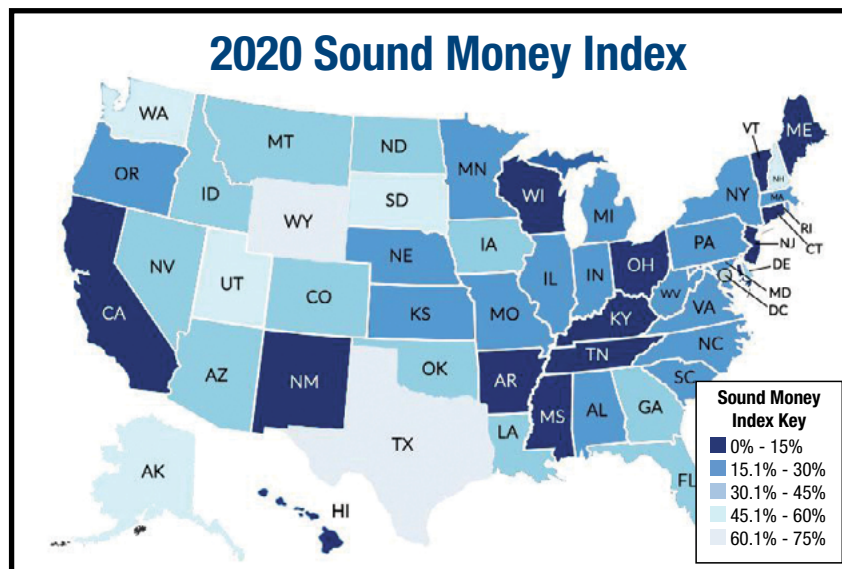 2020 Sound Money Index
WA
MT
ND
MN
VT
ME
OR
ID
WY
SD
WI
MI
NY
NH
MA
RI
CT
NV
UT
CO
NE
IA
IL
IN
OH
PA
NJ
DE
MD
DC
CA
KS
MO
WV
VA
KY
NC
AZ
NM
OK
AR
TN
SC
MS
AL
GA
LA
TX
FL
AK
HI
Sound Money
Index Key
0% - 15%
15.1% - 30%
30.1% - 45%
45.1% - 60%
60.1% - 75%